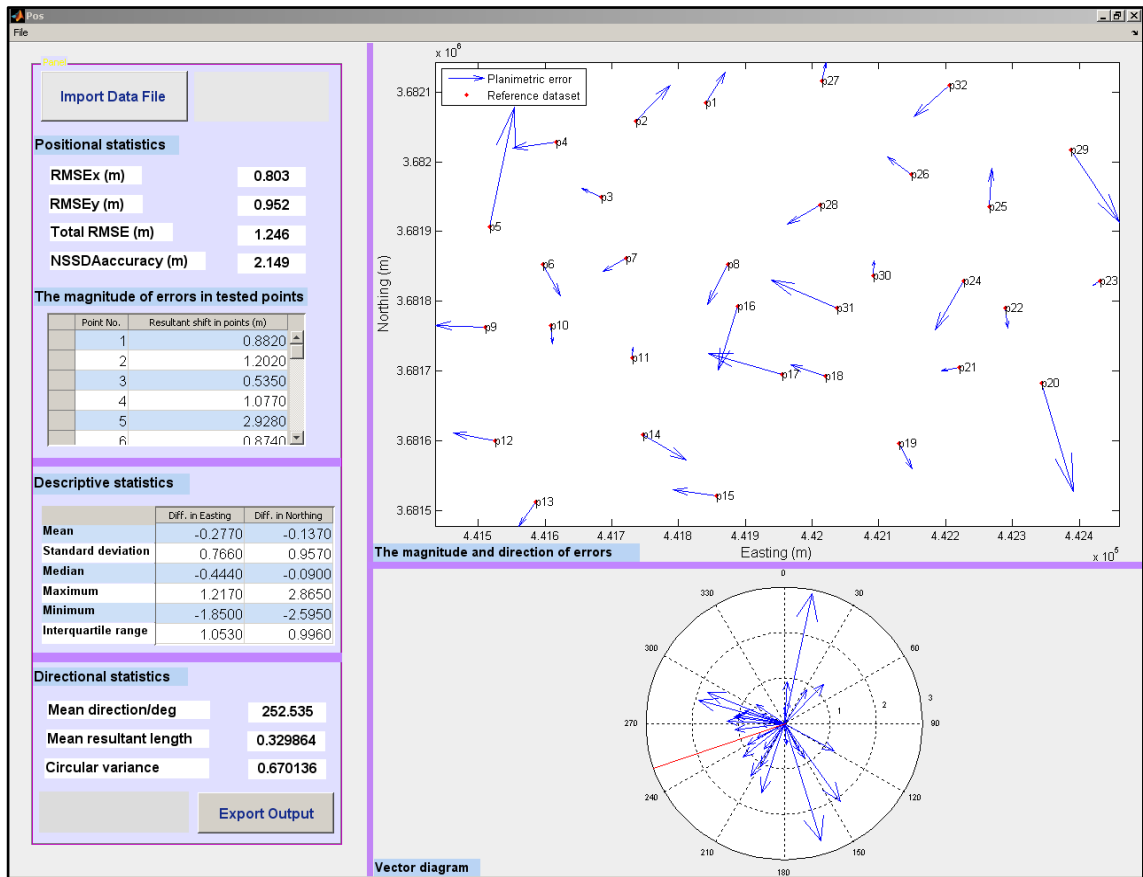 Pos
File
Import Data File
Positional statistics
RMSEx (m) 0.803
RMSEy (m) 0.952
Total RMSE (m) 1.246
NSSDAaccuracy (m) 2.149
The magnitude of errors in tested points
Point No. Resultant shift in points (m)
1 0.8820
2 1.2020
3 0.5350
4 1.0770
5 2.9280
6 0.8740
Descriptive statistics
Diff. in Easting Diff. in Northing
Mean -0.2770 -0.1370
Standard deviation 0.7660 0.9570
Median -0.4440 -0.0900
Maximum 1.2170 2.8650
Minimum -1.8500 -2.5950
Interquartile range 1.0530 0.9960
Directional statistics
Mean direction/deg 252.535
Mean resultant length 0.329864
Circular variance 0.670136
Export Output
x 10^6
Planimetric error
Reference dataset
Northing (m)
3.6821
3.682
3.6819
3.6818
3.6817
3.6816
3.6815
p27
p32
p1
p2
p4
p29
p26
p3
p28
p25
p5
p7
p6
p8
p30
p24
p23
p16
p31
p22
p9
p10
p11
p17
p18
p21
p20
p14
p12
p19
p15
p13
4.415 4.416 4.417 4.418 4.419 4.42 4.421 4.422 4.423 4.424
Easting (m)
x 10^5
The magnitude and direction of errors
0
330
30
300
60
3
2
1
270
90
240
120
210
150
180
Vector diagram